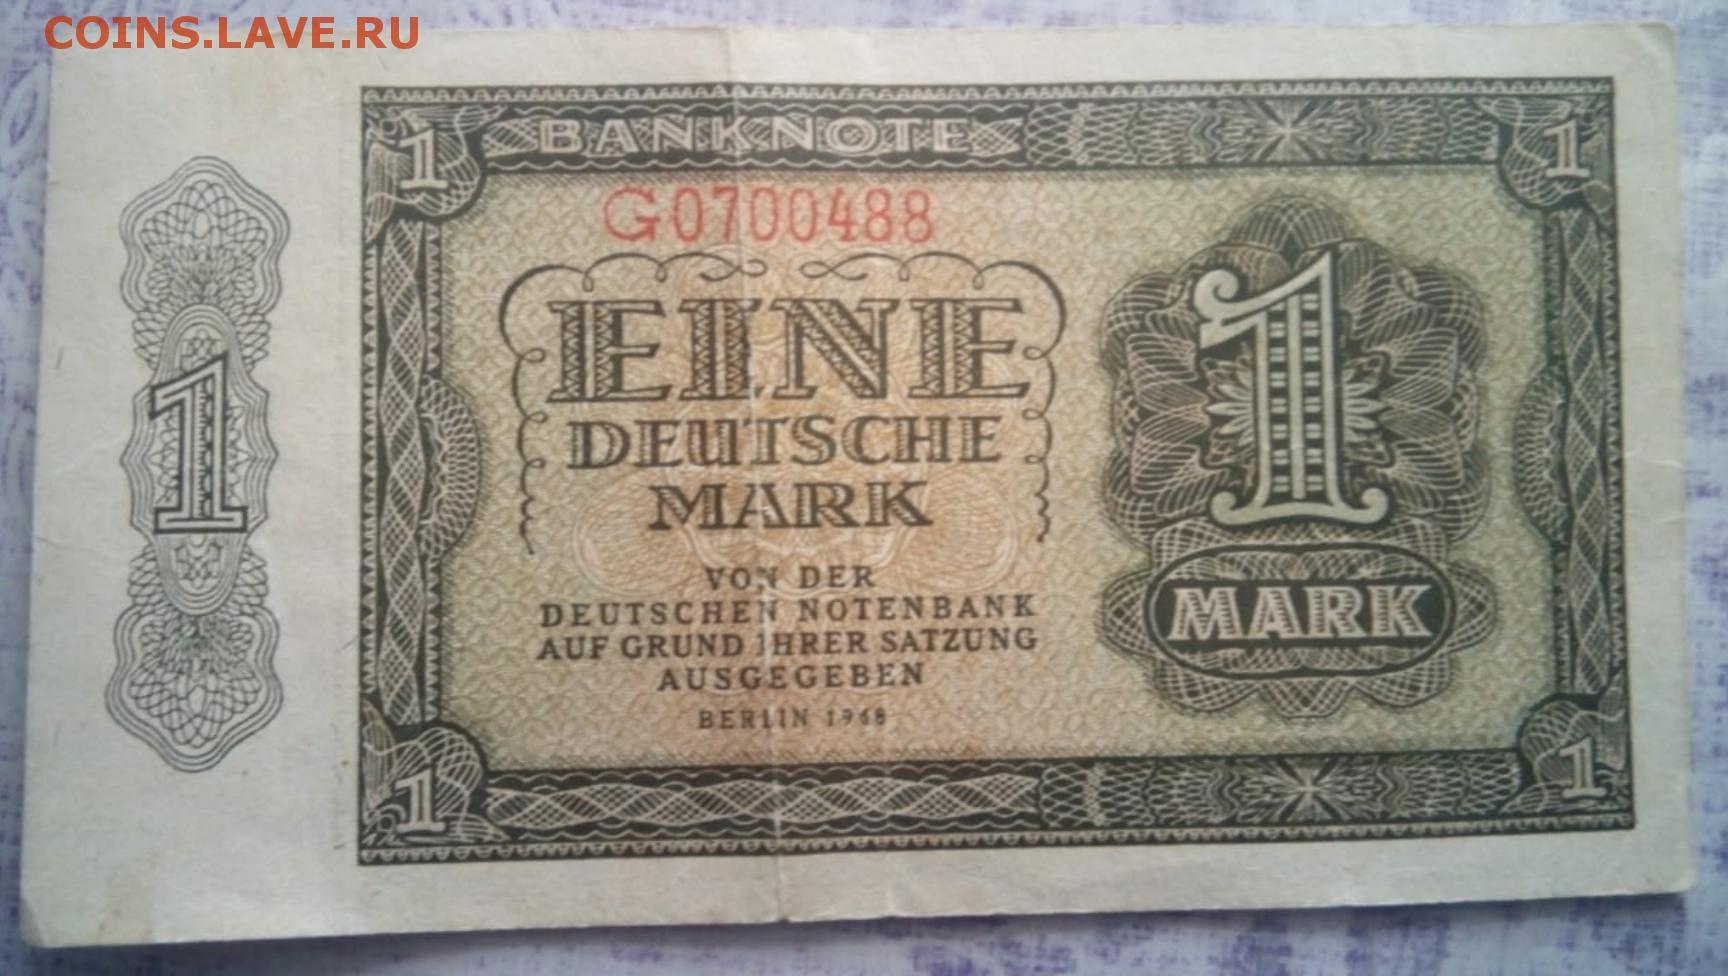 COINS.LAVE.RU
1 BANKNOTE 1
G0700488
EINE
DEUTSCHE
MARK
1
1
VON DER
DEUTSCHEN NOTENBANK
AUF GRUND IHRER SATZUNG
AUSGEGEBEN
BERLIN 1948
MARK
1
1